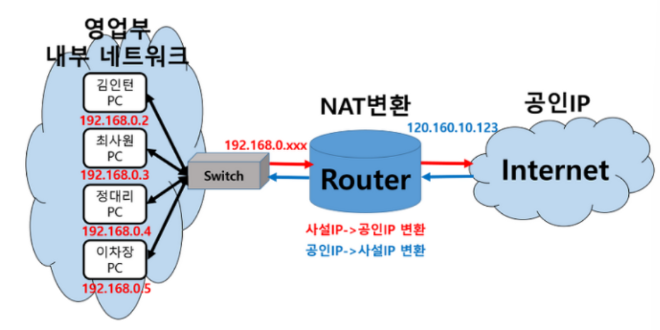 영업부
내부 네트워크
김인턴
PC
192.168.0.2
최사원
PC
192.168.0.3
정대리
PC
192.168.0.4
이차장
PC
192.168.0.5
Switch
192.168.0.xxx
NAT변환
Router
120.160.10.123
사설IP->공인IP 변환
공인IP->사설IP 변환
공인IP
Internet